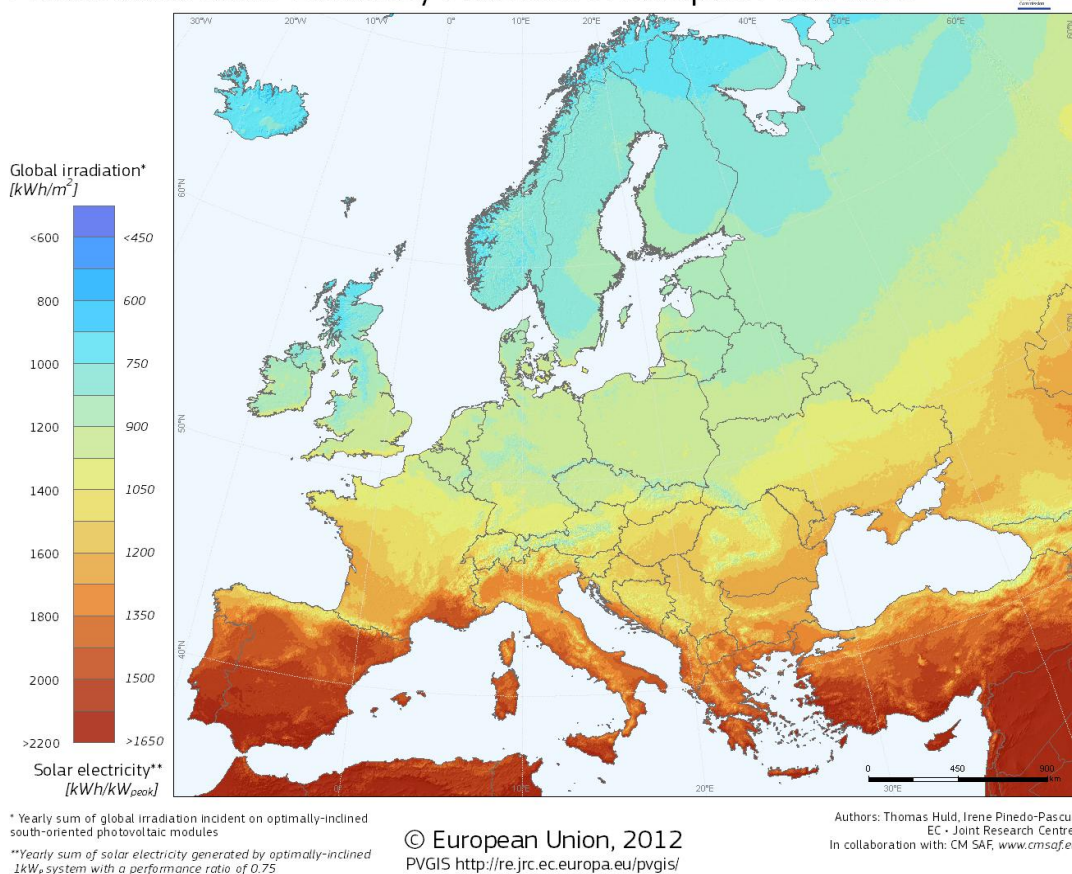 30°W
20°W
10°W
0°
10°E
20°E
30°E
40°E
50°E
60°E
60°N
60°N
50°N
50°N
40°N
0°
10°E
20°E
30°E
Global irradiation*
[kWh/m²]
<600
<450
800
600
1000
750
1200
900
1400
1050
1600
1200
1800
1350
2000
1500
>2200
>1650
Solar electricity**
[kWh/kWpeak]
0
450
900
km
* Yearly sum of global irradiation incident on optimally-inclined
south-oriented photovoltaic modules
**Yearly sum of solar electricity generated by optimally-inclined
1kWp system with a performance ratio of 0.75
© European Union, 2012
PVGIS http://re.jrc.ec.europa.eu/pvgis/
Authors: Thomas Huld, Irene Pinedo-Pascu
EC - Joint Research Centre
In collaboration with: CM SAF, www.cmsaf.e